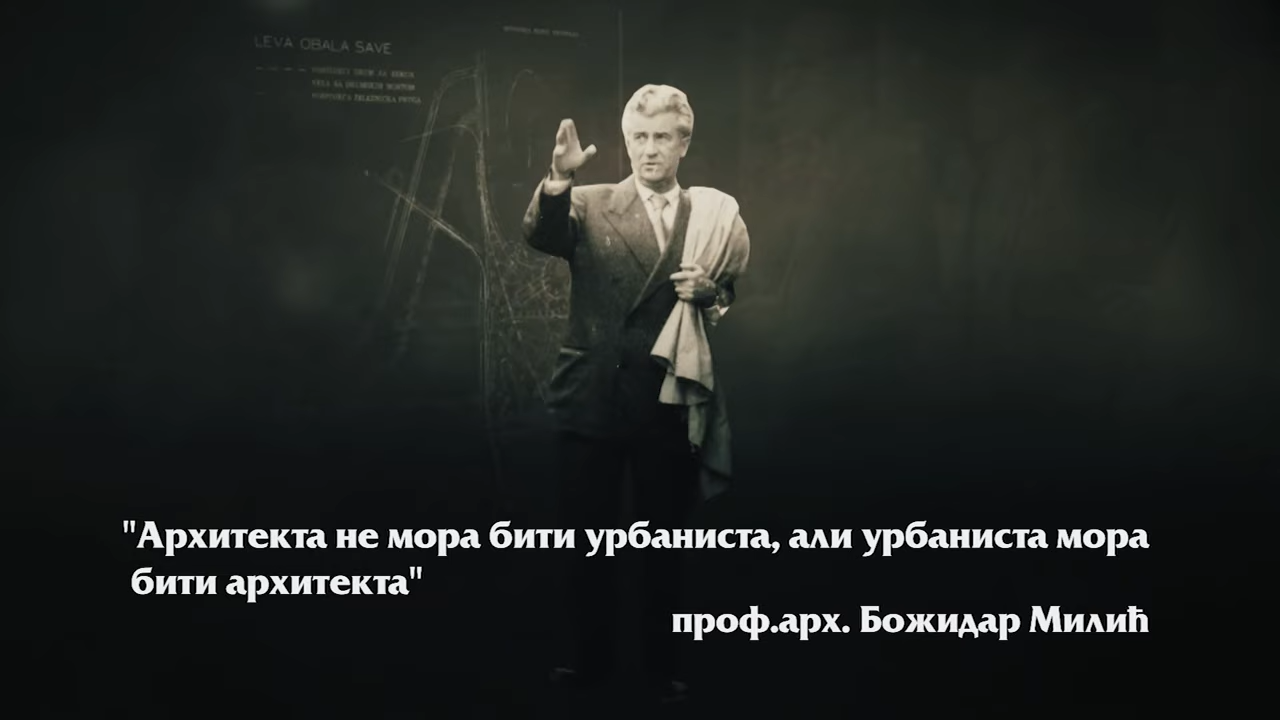 LEVA OBALA SAVE
"Архитекта не мора бити урбаниста, али урбаниста мора
бити архитекта"
проф.арх. Божидар Милић